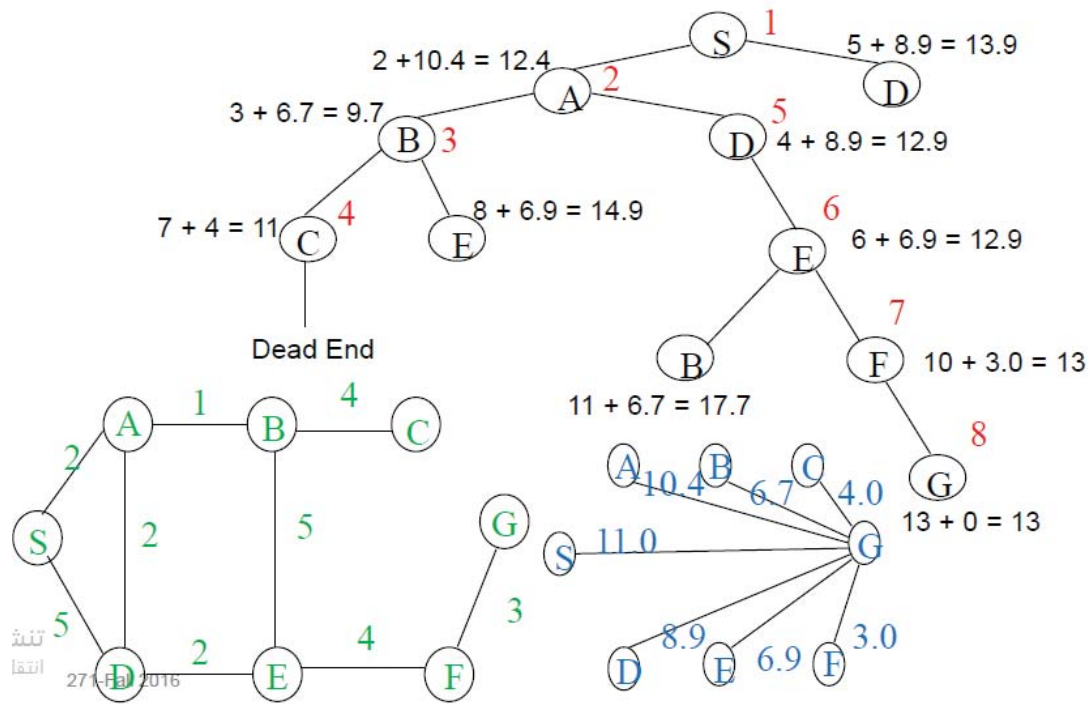 S 1
5 + 8.9 = 13.9
D
2 +10.4 = 12.4
A 2
3 + 6.7 = 9.7
B 3
D 5
4 + 8.9 = 12.9
7 + 4 = 11
C 4
E
8 + 6.9 = 14.9
E 6
6 + 6.9 = 12.9
Dead End
B
11 + 6.7 = 17.7
F 7
10 + 3.0 = 13
G 8
13 + 0 = 13
A 1 B 4 C
2 2 5 G
S
5 2 4 3
D E F
A B C
10.4 6.7 4.0
S 11.0 G
8.9 6.9 3.0
D E F
271-Fall 2016